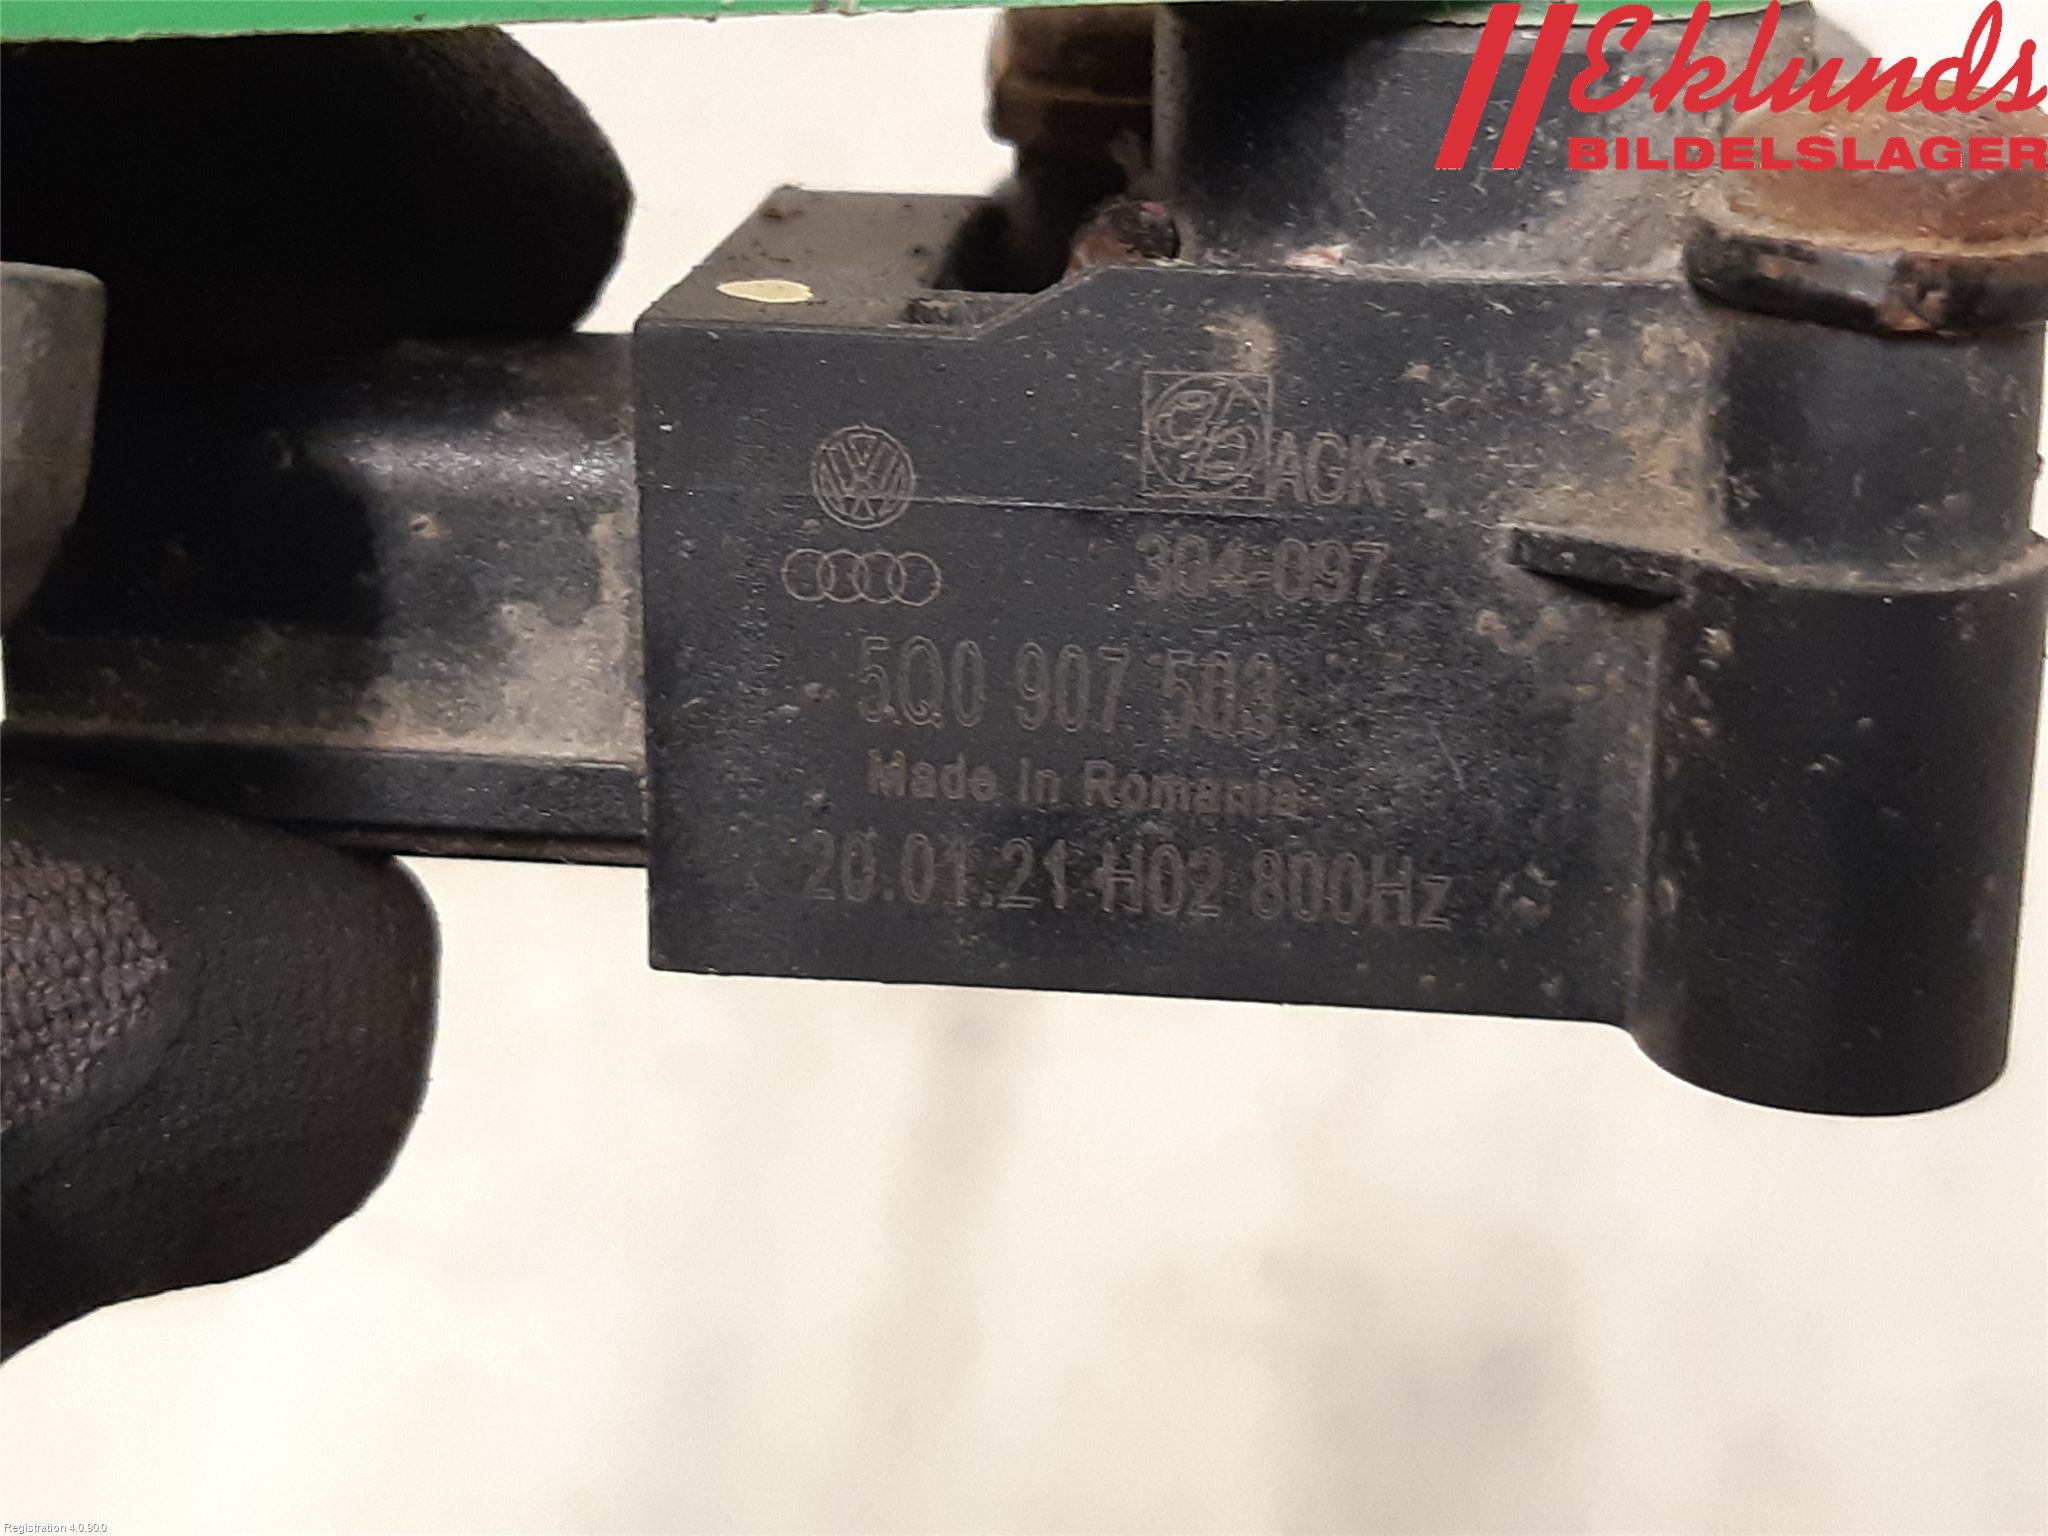 Eklunds
BILDELSLAGER
AGK
304-097
5Q0 907 503
Made in Romania
20.01.21 H02 800Hz
Registration 4.0.90.0